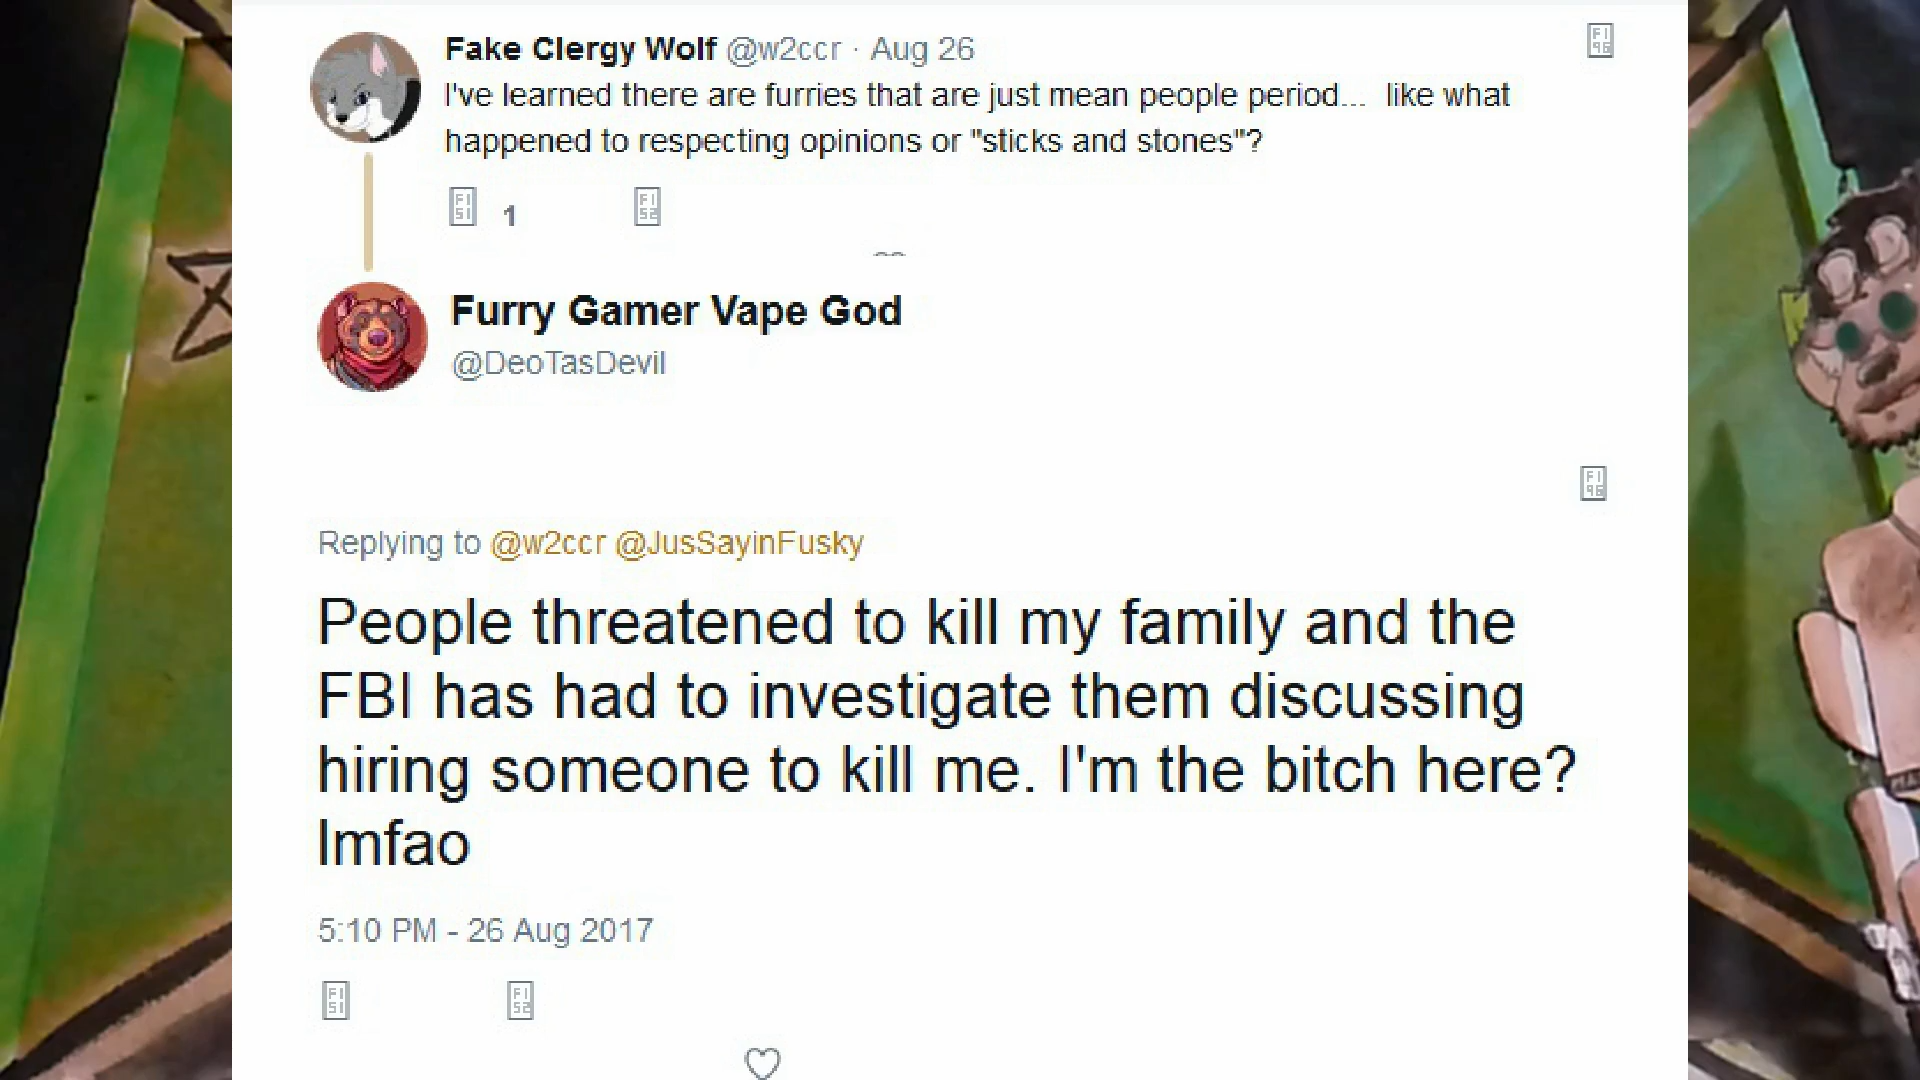 Fake Clergy Wolf @w2ccr · Aug 26
I've learned there are furries that are just mean people period... like what
happened to respecting opinions or "sticks and stones"?
1
Furry Gamer Vape God
@DeoTasDevil
Replying to @w2ccr @JusSayinFusky
People threatened to kill my family and the
FBI has had to investigate them discussing
hiring someone to kill me. I'm the bitch here?
lmfao
5:10 PM - 26 Aug 2017